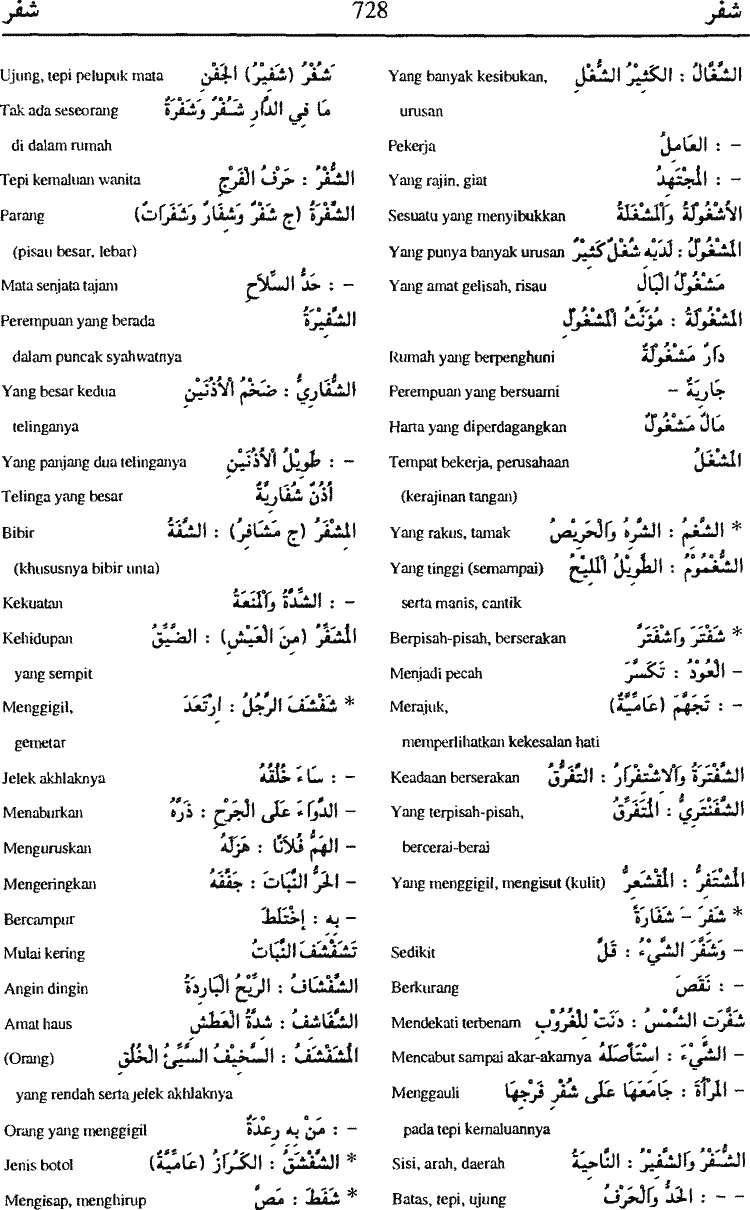 شفر 728 شفر
الشَّغَّالُ : الكَثِيْرُ الشُّغْلِ Yang banyak kesibukan,
urusan
- : العَامِلُ Pekerja
- : المُجْتَهِدُ Yang rajin, giat
الأُشْغُولَةُ وَالمَشْغَلَةُ Sesuatu yang menyibukkan
المَشْغُولُ : لَدَيْهِ شُغْلٌ كَثِيْرٌ Yang punya banyak urusan
مَشْغُولُ البَالِ Yang amat gelisah, risau
المَشْغُولَةُ : مُؤَنَّثُ المَشْغُولِ
دَارٌ مَشْغُولَةٌ Rumah yang berpenghuni
جَارِيَةٌ - Perempuan yang bersuami
مَالٌ مَشْغُولٌ Harta yang diperdagangkan
المَشْغَلُ Tempat bekerja, perusahaan
(kerajinan tangan)
* الشَّغِمُ : الشَّرِهُ وَالحَرِيْصُ Yang rakus, tamak
الشُّغْمُومُ : الطَّوِيْلُ المَلِيْحُ Yang tinggi (semampai)
serta manis, cantik
* شَفْتَرَ وَاشْفَتَرَّ Berpisah-pisah, berserakan
- العُوْدُ : تَكَسَّرَ Menjadi pecah
- : تَجَهَّمَ (عَامِّيَّةٌ) Merajuk,
memperlihatkan kekesalan hati
الشَّفْتَرَةُ وَالاشْفِتْرَارُ : التَّفَرُّقُ Keadaan berserakan
الشَّفَنْتَرِيُّ : المُتَفَرِّقُ Yang terpisah-pisah,
bercerai-berai
المُشْفَتِرُّ : المُقْشَعِرُّ Yang menggigil, mengisut (kulit)
* شَفَرَ - شَفَارَةً
- وَشَفَّرَ الشَّيْءُ : قَلَّ Sedikit
- : نَقَصَ Berkurang
شَفَّرَتِ الشَّمْسُ : دَنَتْ لِلْغُرُوْبِ Mendekati terbenam
- الشَّيْءَ : اسْتَأْصَلَهُ Mencabut sampai akar-akarnya
- المَرْأَةَ : جَامَعَهَا عَلَى شُفْرِ فَرْجِهَا Menggauli
pada tepi kemaluannya
الشَّفْرُ وَالشَّفِيْرُ : النَّاحِيَةُ Sisi, arah, daerah
- - : الحَدُّ وَالحَرْفُ Batas, tepi, ujung
شُفْرُ (شَفِيْرُ) الجَفْنِ Ujung, tepi pelupuk mata
مَا فِي الدَّارِ شَفْرٌ وَشَفْرَةٌ Tak ada seseorang
di dalam rumah
الشُّفْرُ : حَرْفُ الفَرْجِ Tepi kemaluan wanita
الشَّفْرَةُ (ج شَفْرٌ وَشِفَارٌ وَشَفَرَاتٌ) Parang
(pisau besar, lebar)
- : حَدُّ السِّلاَحِ Mata senjata tajam
الشَّفِيْرَةُ Perempuan yang berada
dalam puncak syahwatnya
الشُّفَارِيُّ : ضَخْمُ الأُذُنَيْنِ Yang besar kedua
telinganya
- : طَوِيْلُ الأُذُنَيْنِ Yang panjang dua telinganya
أُذُنٌ شُفَارِيَّةٌ Telinga yang besar
المِشْفَرُ (ج مَشَافِرُ) : الشَّفَةُ Bibir
(khususnya bibir unta)
- : الشِّدَّةُ وَالمَنَعَةُ Kekuatan
المُشَفَّرُ (مِنَ العَيْشِ) : الضَّيِّقُ Kehidupan
yang sempit
* شَفْشَفَ الرَّجُلُ : ارْتَعَدَ Menggigil,
gemetar
- : سَاءَ خُلُقُهُ Jelek akhlaknya
- الدَّوَاءَ عَلَى الجَرْحِ : ذَرَّهُ Menaburkan
- الهَمُّ فُلاَنًا : هَزَلَهُ Menguruskan
- الحَرُّ النَّبَاتَ : جَفَّفَهُ Mengeringkan
- بِهِ : إِخْتَلَطَ Bercampur
تَشَفْشَفَ النَّبَاتُ Mulai kering
الشَّفْشَافُ : الرِّيْحُ البَارِدَةُ Angin dingin
الشَّفَاشِفُ : شِدَّةُ العَطَشِ Amat haus
المُشَفْشَفُ : السَّخِيْفُ السَّيِّئُ الخُلُقِ (Orang)
yang rendah serta jelek akhlaknya
- : مَنْ بِهِ رِعْدَةٌ Orang yang menggigil
* الشَّفْشَقُ : الكَرَازُ (عَامِّيَّةٌ) Jenis botol
* شَفَطَ : مَصَّ Mengisap, menghirup